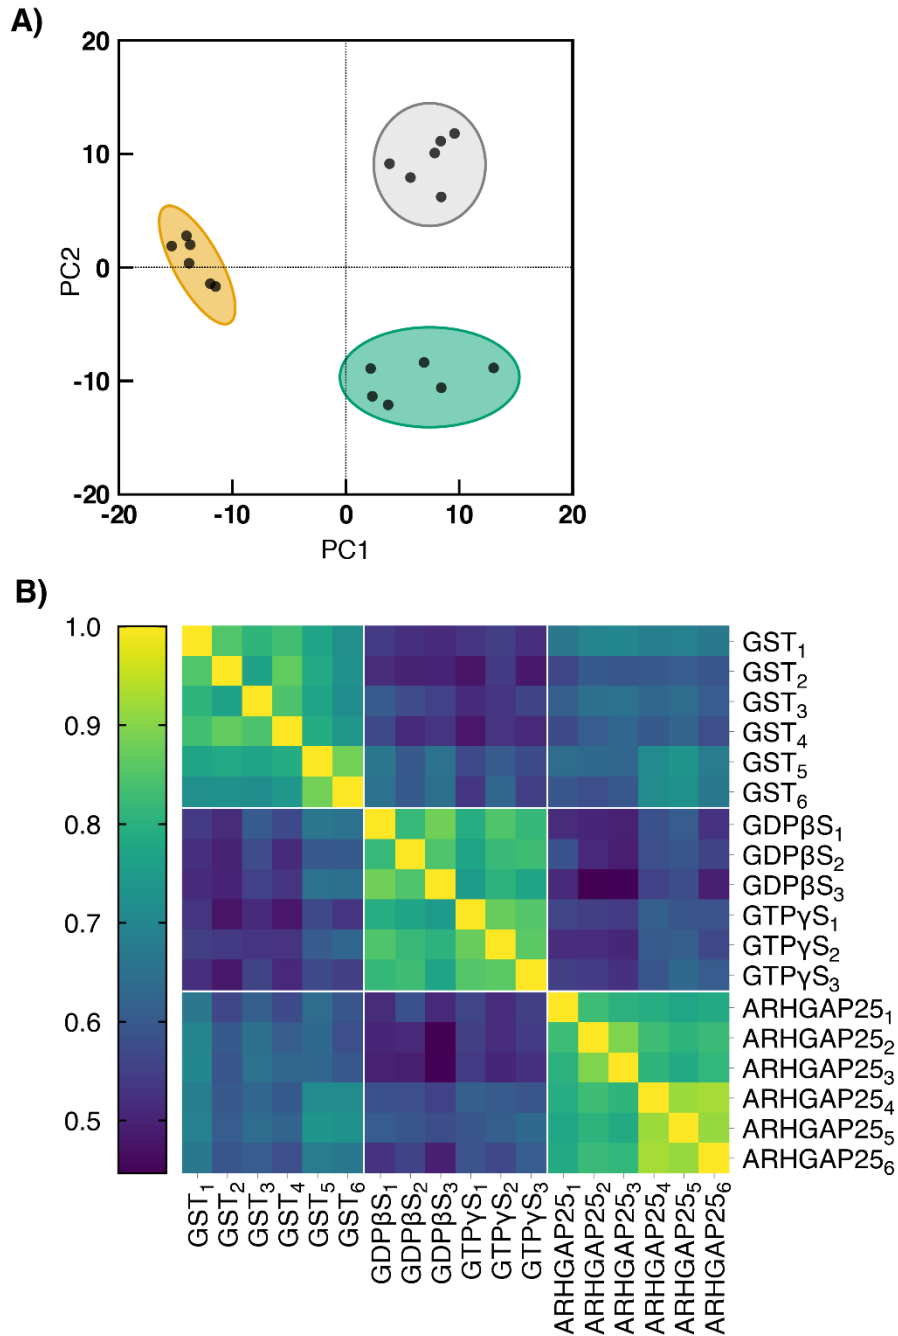 A)
20
10
0
-10
-20
PC2
-20 -10 0 10 20
PC1
B)
1.0
0.9
0.8
0.7
0.6
0.5
GST₁
GST₂
GST₃
GST₄
GST₅
GST₆
GDPβS₁
GDPβS₂
GDPβS₃
GTPγS₁
GTPγS₂
GTPγS₃
ARHGAP25₁
ARHGAP25₂
ARHGAP25₃
ARHGAP25₄
ARHGAP25₅
ARHGAP25₆
GST₁
GST₂
GST₃
GST₄
GST₅
GST₆
GDPβS₁
GDPβS₂
GDPβS₃
GTPγS₁
GTPγS₂
GTPγS₃
ARHGAP25₁
ARHGAP25₂
ARHGAP25₃
ARHGAP25₄
ARHGAP25₅
ARHGAP25₆